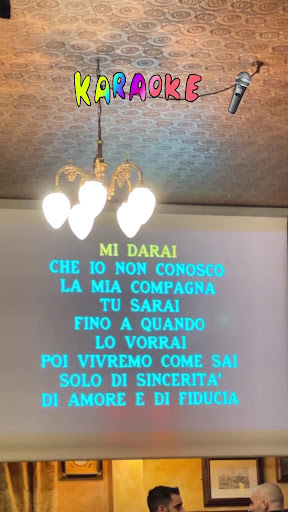 KARAOKE
MI DARAI
CHE IO NON CONOSCO
LA MIA COMPAGNA
TU SARAI
FINO A QUANDO
LO VORRAI
POI VIVREMO COME SAI
SOLO DI SINCERITA'
DI AMORE E DI FIDUCIA